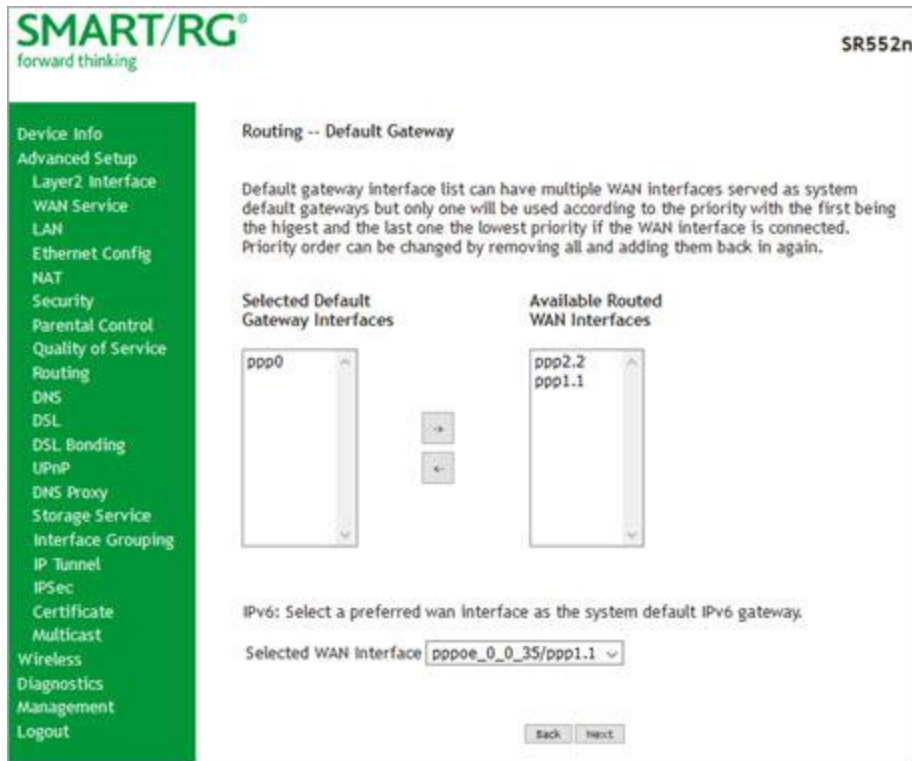 SMART/RG®
forward thinking
SR552n
Device Info
Advanced Setup
Layer2 Interface
WAN Service
LAN
Ethernet Config
NAT
Security
Parental Control
Quality of Service
Routing
DNS
DSL
DSL Bonding
UPnP
DNS Proxy
Storage Service
Interface Grouping
IP Tunnel
IPSec
Certificate
Multicast
Wireless
Diagnostics
Management
Logout
Routing -- Default Gateway
Default gateway interface list can have multiple WAN interfaces served as system
default gateways but only one will be used according to the priority with the first being
the higest and the last one the lowest priority if the WAN interface is connected.
Priority order can be changed by removing all and adding them back in again.
Selected Default
Gateway Interfaces
ppp0
->
<-
Available Routed
WAN Interfaces
ppp2.2
ppp1.1
IPv6: Select a preferred wan interface as the system default IPv6 gateway.
Selected WAN Interface pppoe_0_0_35/ppp1.1
Back Next